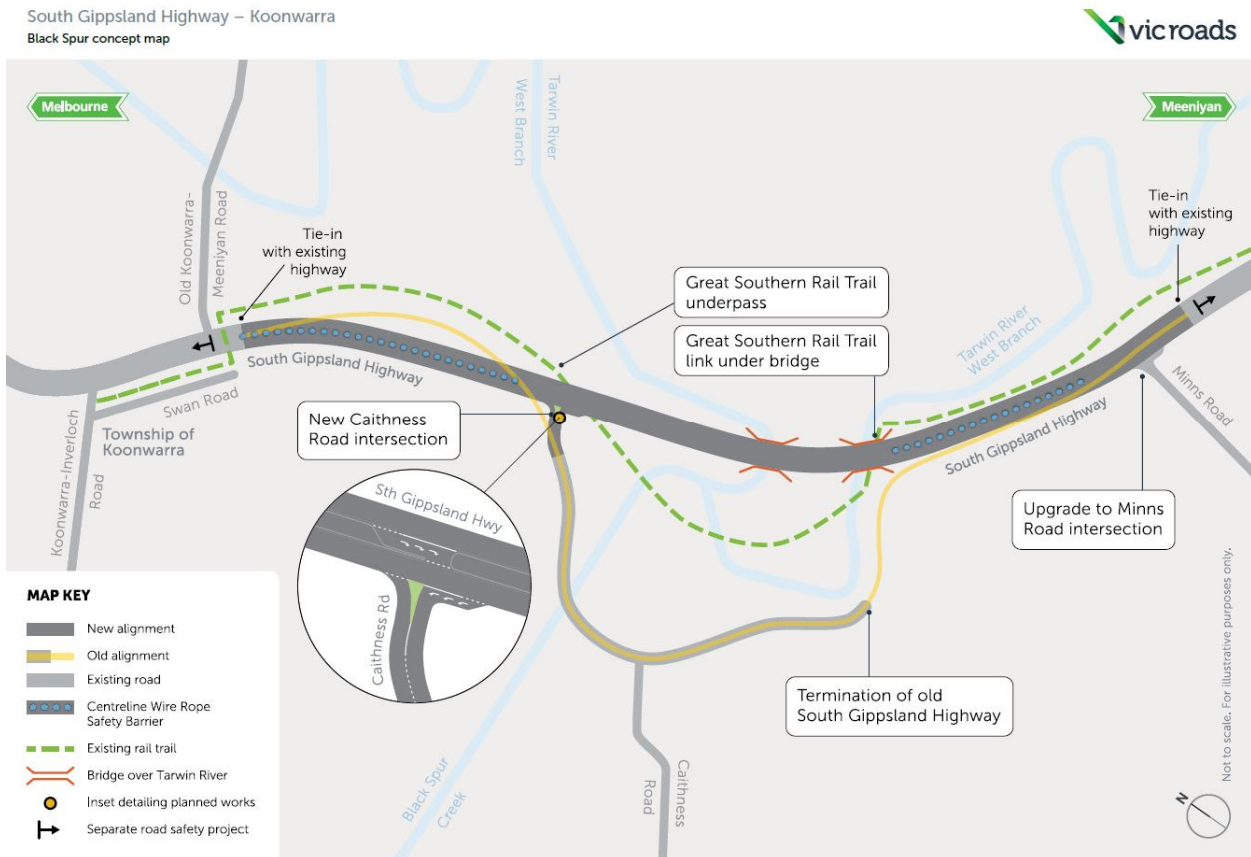 South Gippsland Highway – Koonwarra
Black Spur concept map
vicroads
Melbourne
Meeniyan
Tarwin River
West Branch
Old Koonwarra-
Meeniyan Road
Tie-in
with existing
highway
Tie-in
with existing
highway
Great Southern Rail Trail
underpass
Great Southern Rail Trail
link under bridge
Tarwin River
West Branch
South Gippsland Highway
Swan Road
Township of
Koonwarra
Koonwarra-Inverloch
Road
New Caithness
Road intersection
South Gippsland Highway
Minns Road
Upgrade to Minns
Road intersection
Sth Gippsland Hwy
Caithness Rd
Termination of old
South Gippsland Highway
Black Spur
Creek
Caithness
Road
Not to scale. For illustrative purposes only.
N
MAP KEY
New alignment
Old alignment
Existing road
Centreline Wire Rope
Safety Barrier
Existing rail trail
Bridge over Tarwin River
Inset detailing planned works
Separate road safety project